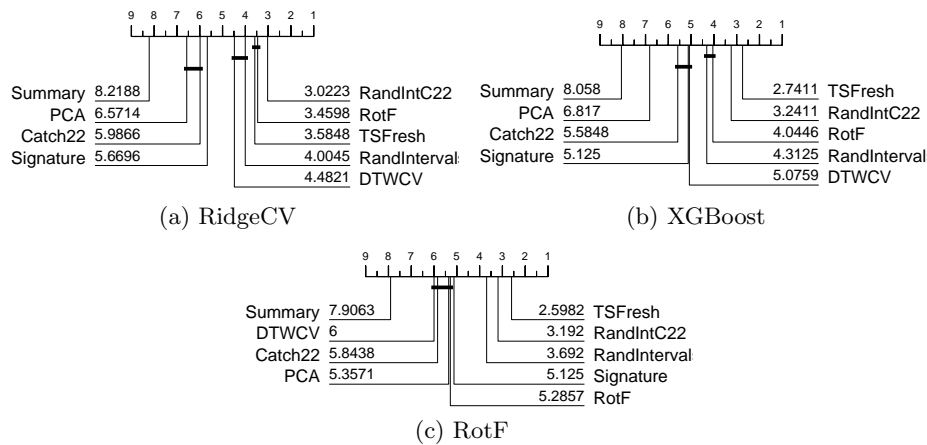 9 8 7 6 5 4 3 2 1
Summary 8.2188
PCA 6.5714
Catch22 5.9866
Signature 5.6696
3.0223 RandIntC22
3.4598 RotF
3.5848 TSFresh
4.0045 RandInterval
4.4821 DTWCV
(a) RidgeCV
9 8 7 6 5 4 3 2 1
Summary 8.058
PCA 6.817
Catch22 5.5848
Signature 5.125
2.7411 TSFresh
3.2411 RandIntC22
4.0446 RotF
4.3125 RandInterval
5.0759 DTWCV
(b) XGBoost
9 8 7 6 5 4 3 2 1
Summary 7.9063
DTWCV 6
Catch22 5.8438
PCA 5.3571
2.5982 TSFresh
3.192 RandIntC22
3.692 RandInterval
5.125 Signature
5.2857 RotF
(c) RotF